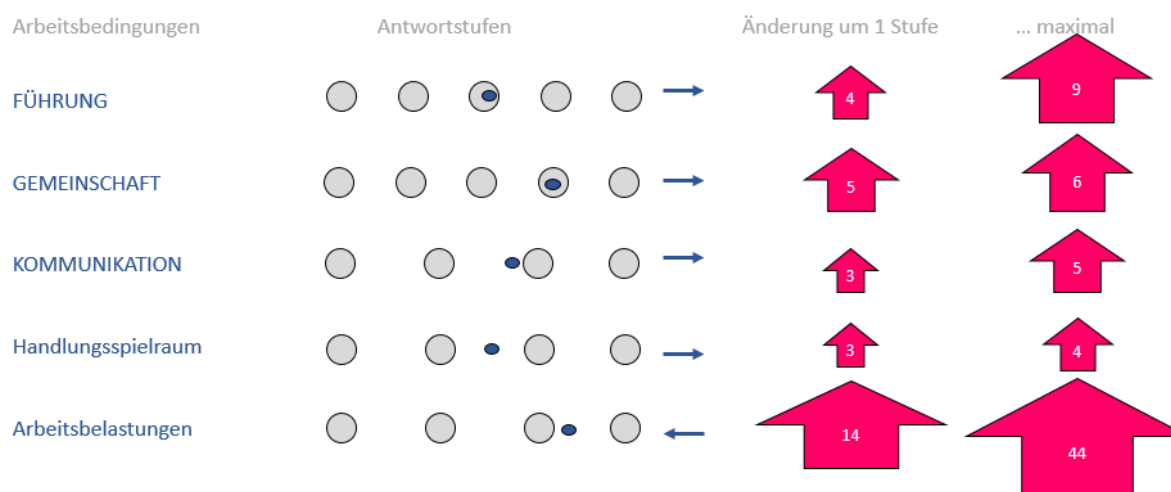 Arbeitsbedingungen Antwortstufen Änderung um 1 Stufe ... maximal
FÜHRUNG 4 9
GEMEINSCHAFT 5 6
KOMMUNIKATION 3 5
Handlungsspielraum 3 4
Arbeitsbelastungen 14 44